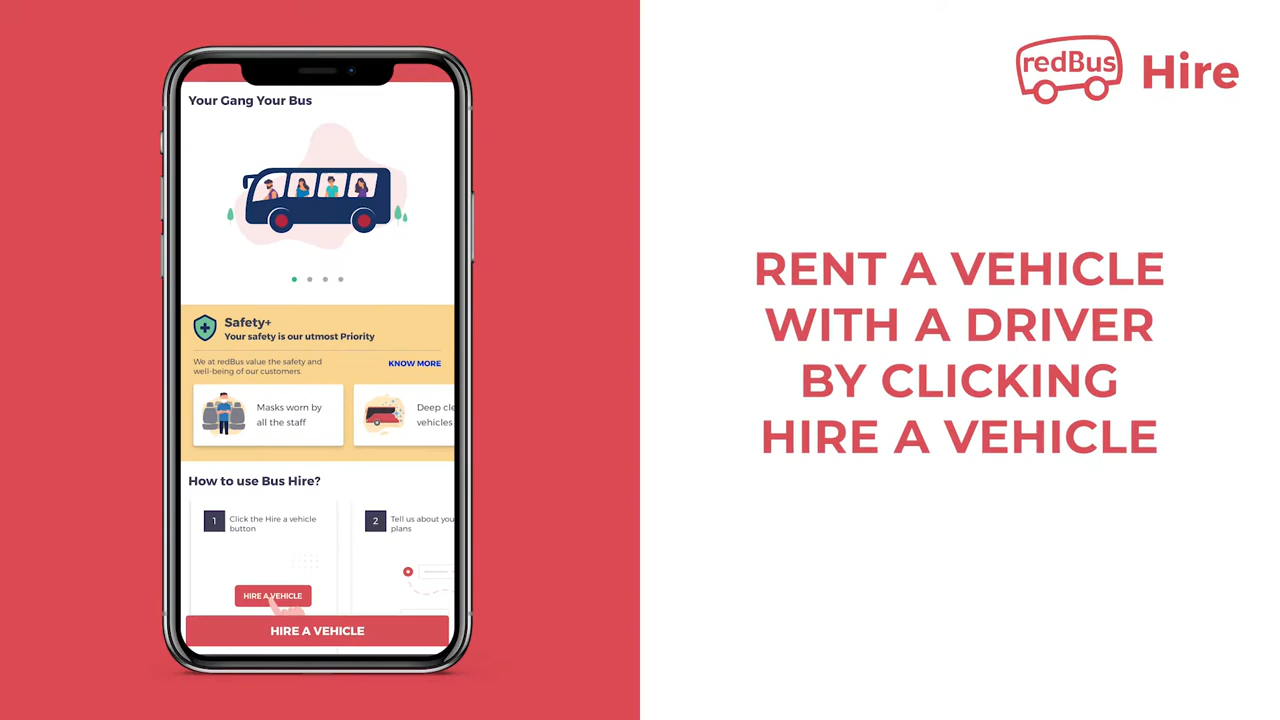 Your Gang Your Bus
Safety+
Your safety is our utmost Priority
We at redBus value the safety and
well-being of our customers.
KNOW MORE
Masks worn by
all the staff
Deep cle
vehicles
How to use Bus Hire?
1
Click the Hire a vehicle
button
2
Tell us about you
plans
HIRE A VEHICLE
HIRE A VEHICLE
redBus Hire
RENT A VEHICLE
WITH A DRIVER
BY CLICKING
HIRE A VEHICLE